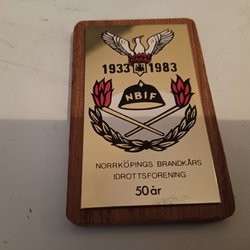 1933 1983
NBIF
NORRKÖPINGS BRANDKÅRS
IDROTTSFÖRENING
50 år